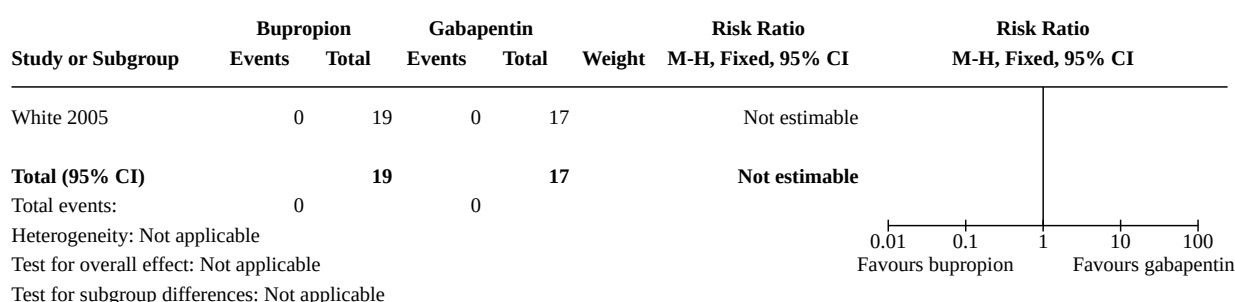 Bupropion Gabapentin Risk Ratio Risk Ratio
Study or Subgroup Events Total Events Total Weight M-H, Fixed, 95% CI M-H, Fixed, 95% CI
White 2005 0 19 0 17 Not estimable
Total (95% CI) 19 17 Not estimable
Total events: 0 0
Heterogeneity: Not applicable
0.01 0.1 1 10 100
Test for overall effect: Not applicable
Favours bupropion Favours gabapentin
Test for subgroup differences: Not applicable